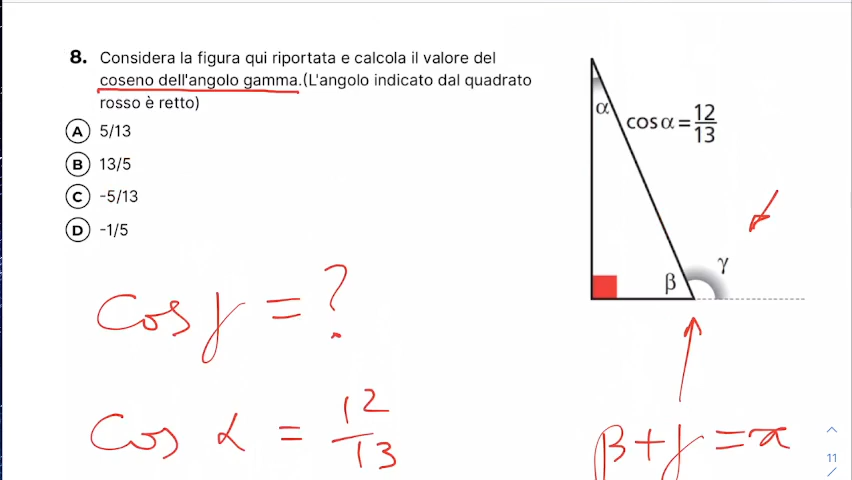 8. Considera la figura qui riportata e calcola il valore del
coseno dell'angolo gamma.(L'angolo indicato dal quadrato
rosso è retto)
A 5/13
B 13/5
C -5/13
D -1/5
α
cos α = 12/13
β
γ
cos γ = ?
cos α = 12/13
β + γ = π
11